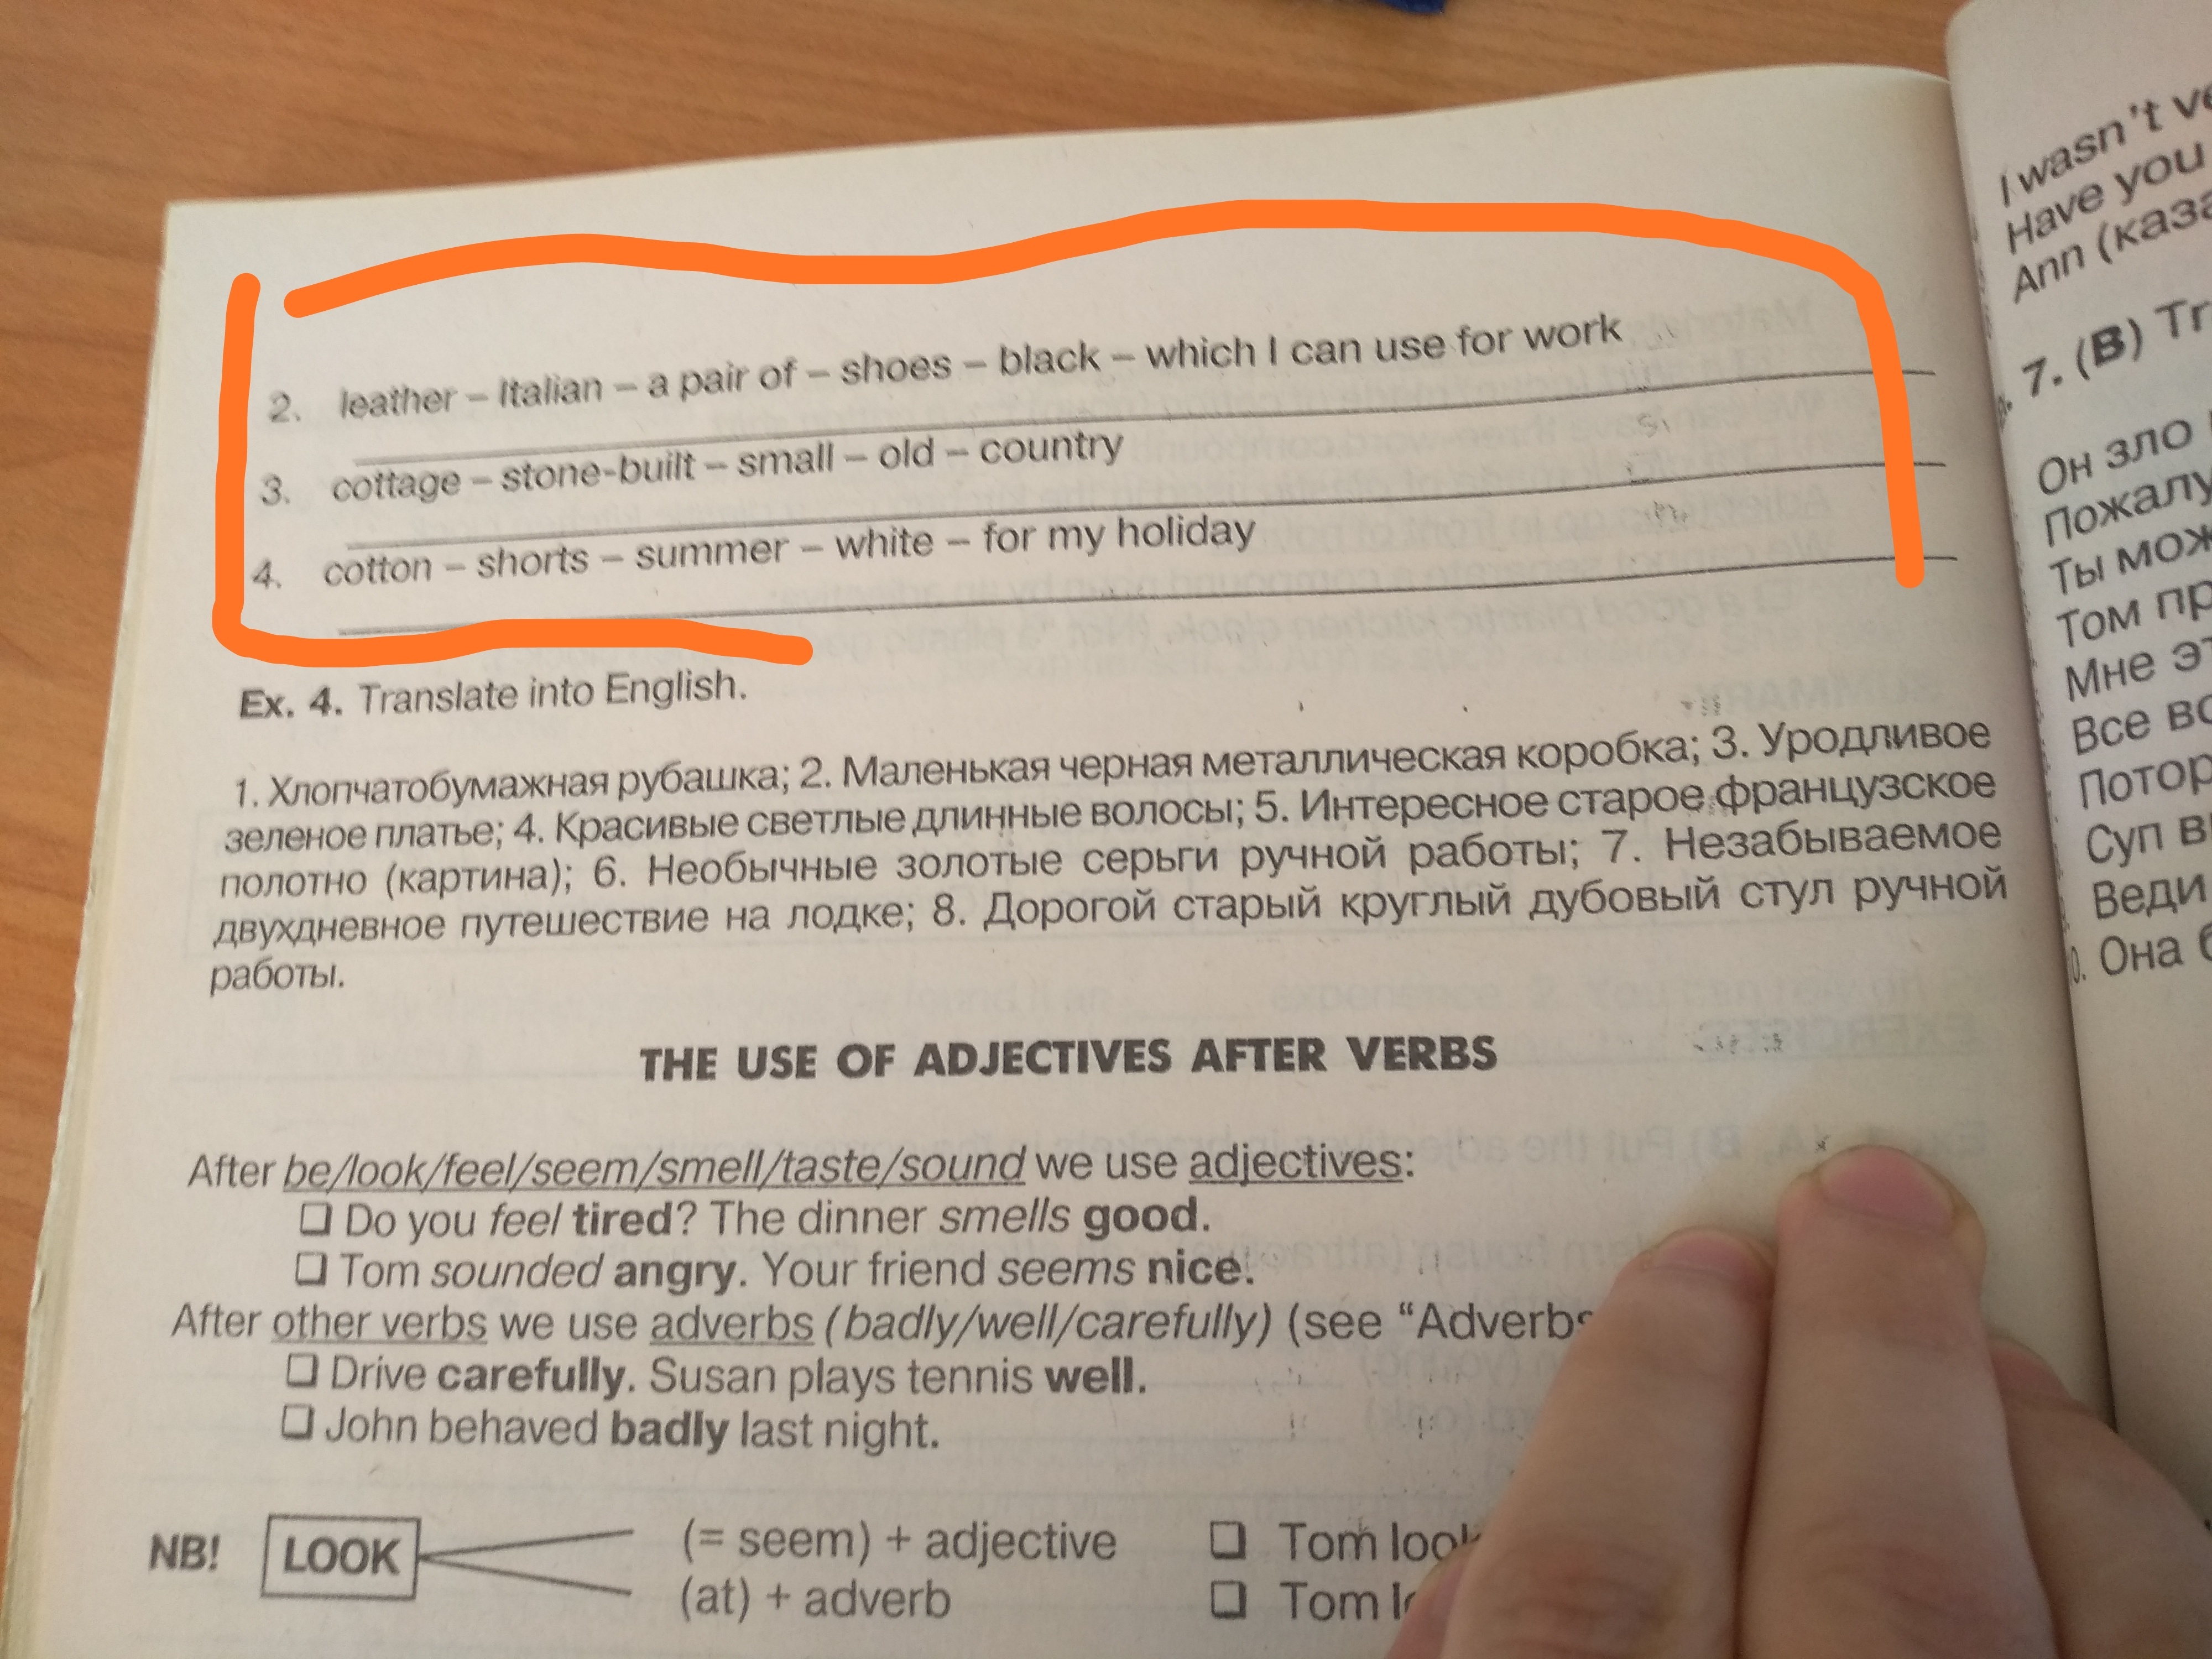 2. leather – Italian – a pair of – shoes – black – which I can use for work
3. cottage – stone-built – small – old – country
4. cotton – shorts – summer – white – for my holiday
Ex. 4. Translate into English.
1. Хлопчатобумажная рубашка; 2. Маленькая черная металлическая коробка; 3. Уродливое
зеленое платье; 4. Красивые светлые длинные волосы; 5. Интересное старое французское
полотно (картина); 6. Необычные золотые серьги ручной работы; 7. Незабываемое
двухдневное путешествие на лодке; 8. Дорогой старый круглый дубовый стул ручной
работы.
THE USE OF ADJECTIVES AFTER VERBS
After be/look/feel/seem/smell/taste/sound we use adjectives:
❑ Do you feel tired? The dinner smells good.
❑ Tom sounded angry. Your friend seems nice.
After other verbs we use adverbs (badly/well/carefully) (see “Adverbs
❑ Drive carefully. Susan plays tennis well.
❑ John behaved badly last night.
NB! LOOK (= seem) + adjective ❑ Tom look
(at) + adverb ❑ Tom
I wasn't
Have you
Ann
7. (B)
Он зло
Ты
Том
Мне
Все
Суп
Она